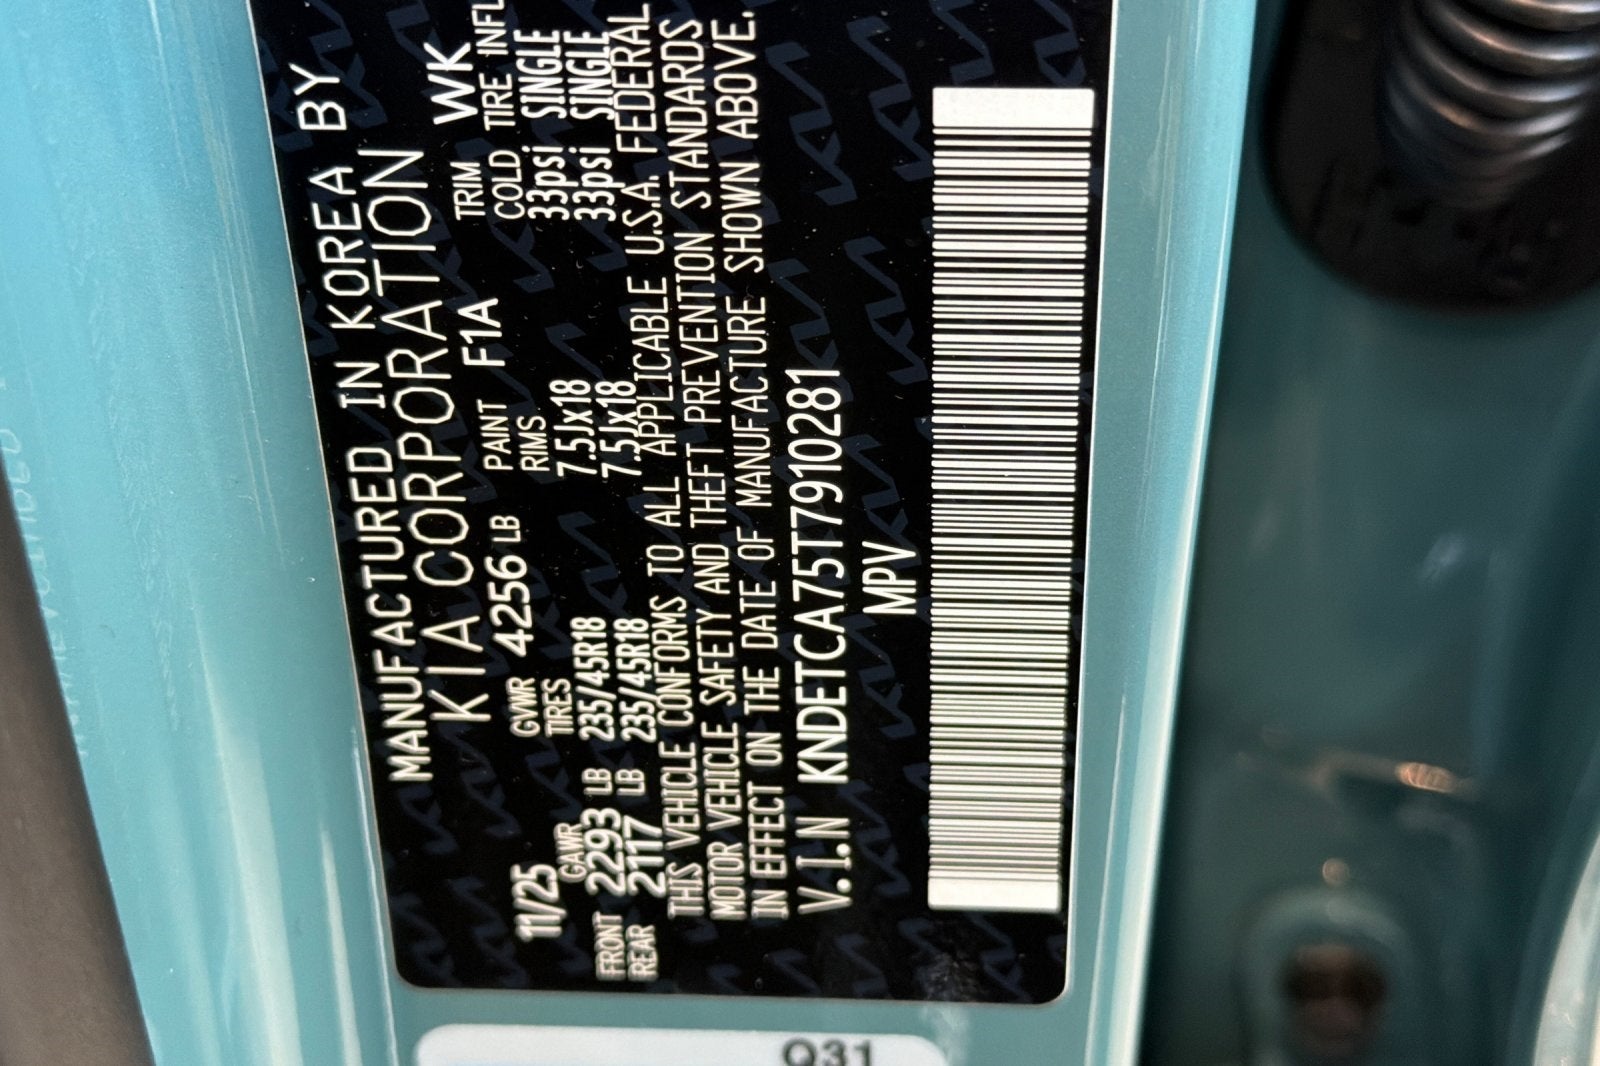 MANUFACTURED IN KOREA BY
KIA CORPORATION
11/25 GVWR 4256 LB PAINT F1A TRIM WK
GAWR TIRES RIMS COLD TIRE INFL
FRONT 2293 LB 235/45R18 7.5Jx18 33psi SINGLE
REAR 2117 LB 235/45R18 7.5Jx18 33psi SINGLE
THIS VEHICLE CONFORMS TO ALL APPLICABLE U.S.A. FEDERAL
MOTOR VEHICLE SAFETY AND THEFT PREVENTION STANDARDS
IN EFFECT ON THE DATE OF MANUFACTURE SHOWN ABOVE.
V.I.N KNDETCA75T7910281
MPV
Q31